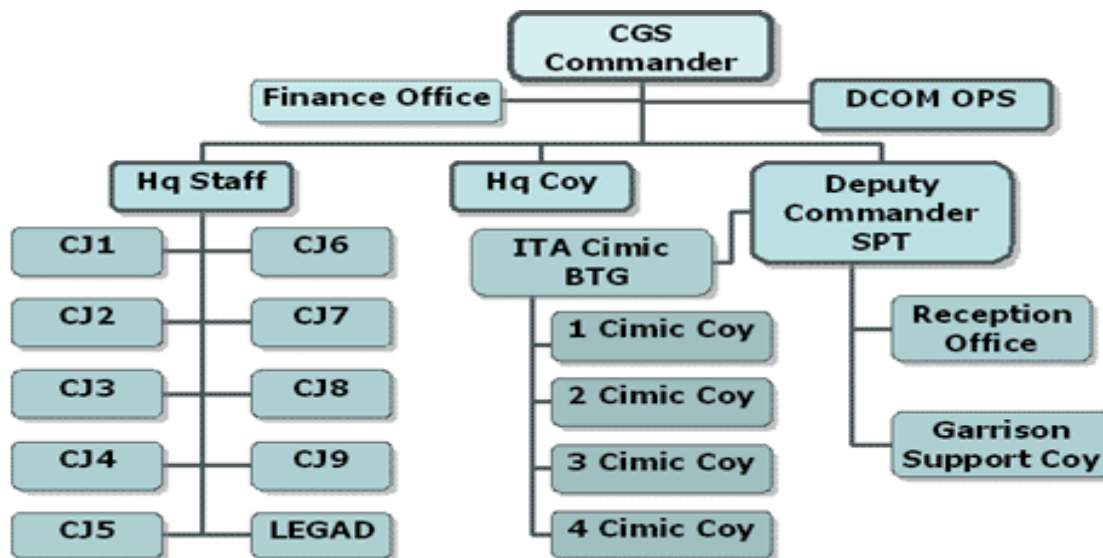 CGS
Commander
Finance Office
DCOM OPS
Hq Staff
Hq Coy
Deputy
Commander
SPT
CJ1
CJ6
CJ2
CJ7
CJ3
CJ8
CJ4
CJ9
CJ5
LEGAD
ITA Cimic
BTG
1 Cimic Coy
2 Cimic Coy
3 Cimic Coy
4 Cimic Coy
Reception
Office
Garrison
Support Coy